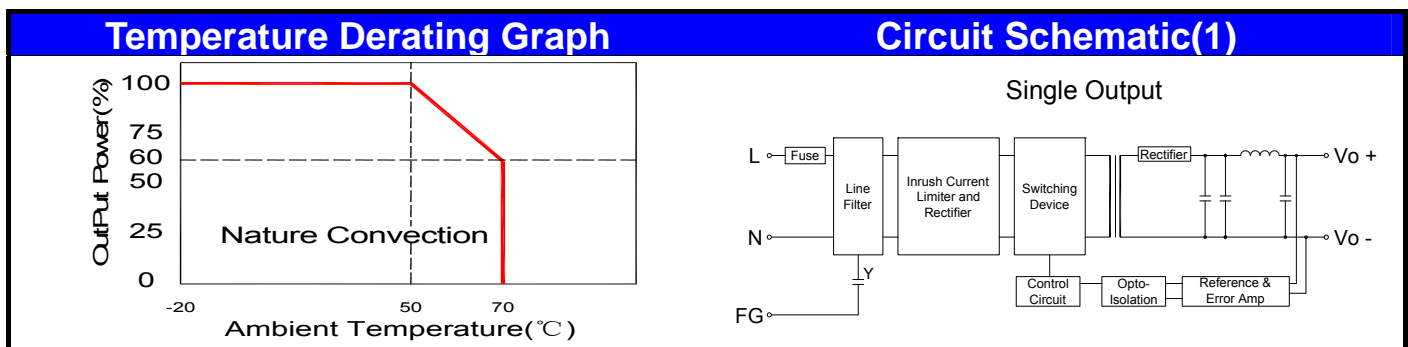 Temperature Derating Graph
Circuit Schematic(1)
OutPut Power(%)
100
75
60
50
25
0
Nature Convection
-20
50
70
Ambient Temperature(℃)
Single Output
L
Fuse
Line
Filter
Inrush Current
Limiter and
Rectifier
Switching
Device
Rectifier
Vo +
N
Vo -
Y
Control
Circuit
Opto-
Isolation
Reference &
Error Amp
FG